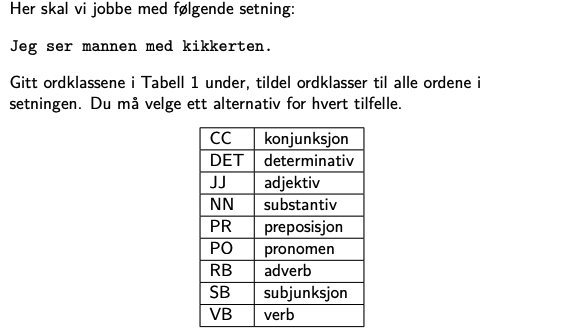 Her skal vi jobbe med følgende setning:
Jeg ser mannen med kikkerten.
Gitt ordklassene i Tabell 1 under, tildel ordklasser til alle ordene i
setningen. Du må velge ett alternativ for hvert tilfelle.
CC konjunksjon
DET determinativ
JJ adjektiv
NN substantiv
PR preposisjon
PO pronomen
RB adverb
SB subjunksjon
VB verb